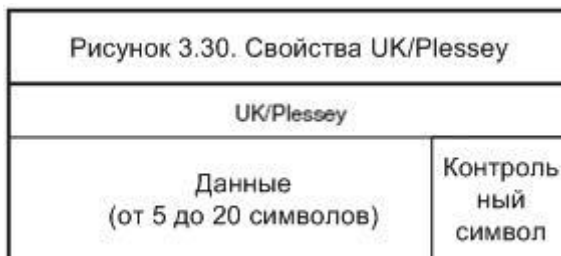 Рисунок 3.30. Свойства UK/Plessey
UK/Plessey
Данные
(от 5 до 20 символов)
Контроль
ный
символ